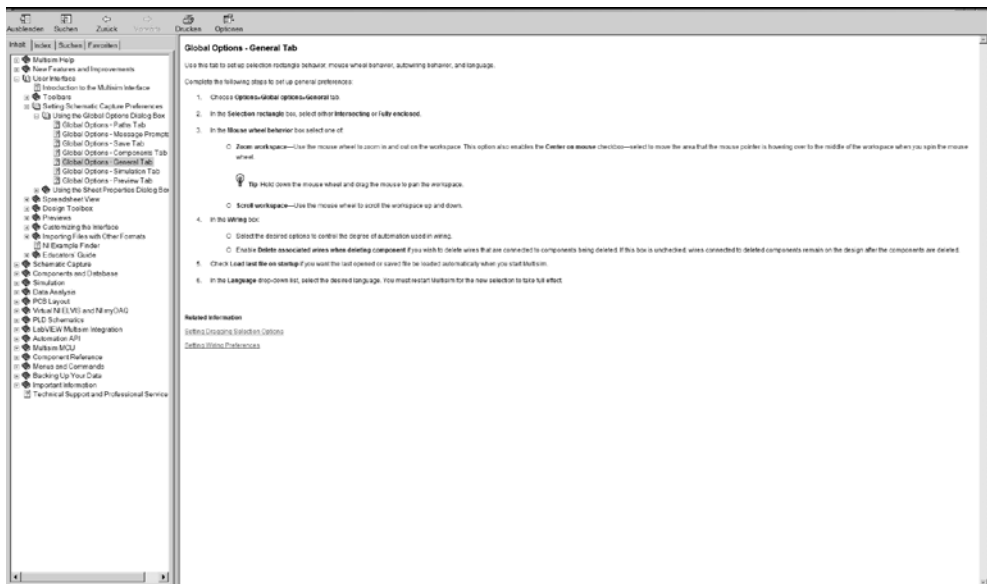 Ausblenden Suchen Zurück Drucken Optionen
Inhalt Index Suchen Favoriten
Multisim Help
New Features and Improvements
User Interface
Introduction to the Multisim Interface
Toolbars
Setting Schematic Capture Preferences
Using the Global Options Dialog Box
Global Options - Paths Tab
Global Options - Message Prompts
Global Options - Save Tab
Global Options - Components Tab
Global Options - General Tab
Global Options - Simulation Tab
Global Options - Preview Tab
Using the Sheet Properties Dialog Box
Spreadsheet View
Design Toolbox
Previews
Customizing the Interface
Importing Files with Other Formats
NI Example Finder
Educators' Guide
Schematic Capture
Components and Database
Simulation
Data Analysis
PCB Layout
Virtual NI ELVIS and NI myDAQ
PLD Schematics
LabVIEW Multisim Integration
Automation API
Multisim MCU
Component Reference
Menus and Commands
Backing Up Your Data
Important Information
Technical Support and Professional Service
Global Options - General Tab
Use this tab to set up selection rectangle behavior, mouse wheel behavior, autowiring behavior, and language.
Complete the following steps to set up general preferences:
1. Choose Options»Global options»General tab.
2. In the Selection rectangle box, select either Intersecting or Fully enclosed.
3. In the Mouse wheel behavior box select one of:
Zoom workspace—Use the mouse wheel to zoom in and out on the workspace. This option also enables the Center on mouse checkbox—select to move the area that the mouse pointer is hovering over to the middle of the workspace when you spin the mouse
wheel.
Tip Hold down the mouse wheel and drag the mouse to pan the workspace.
Scroll workspace—Use the mouse wheel to scroll the workspace up and down.
4. In the Wiring box:
Select the desired options to control the degree of automation used in wiring.
Enable Delete associated wires when deleting component if you wish to delete wires that are connected to components being deleted. If this box is unchecked, wires connected to deleted components remain on the design after the components are deleted.
5. Check Load last file on startup if you want the last opened or saved file be loaded automatically when you start Multisim.
6. In the Language drop-down list, select the desired language. You must restart Multisim for the new selection to take full effect.
Related Information
Setting Dragging Selection Options
Setting Wiring Preferences